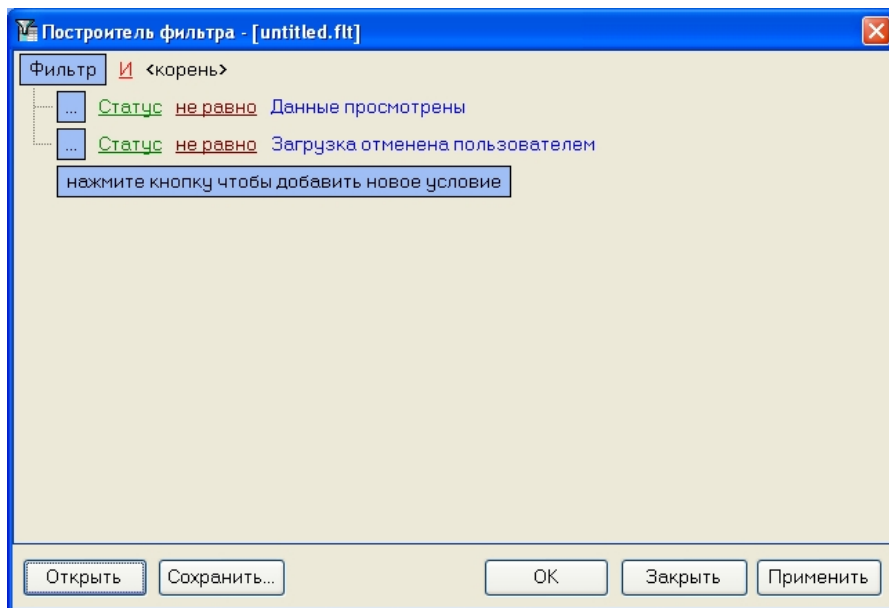 Построитель фильтра - [untitled.flt]
Фильтр И <корень>
... Статус не равно Данные просмотрены
... Статус не равно Загрузка отменена пользователем
нажмите кнопку чтобы добавить новое условие
Открыть Сохранить... ОК Закрыть Применить